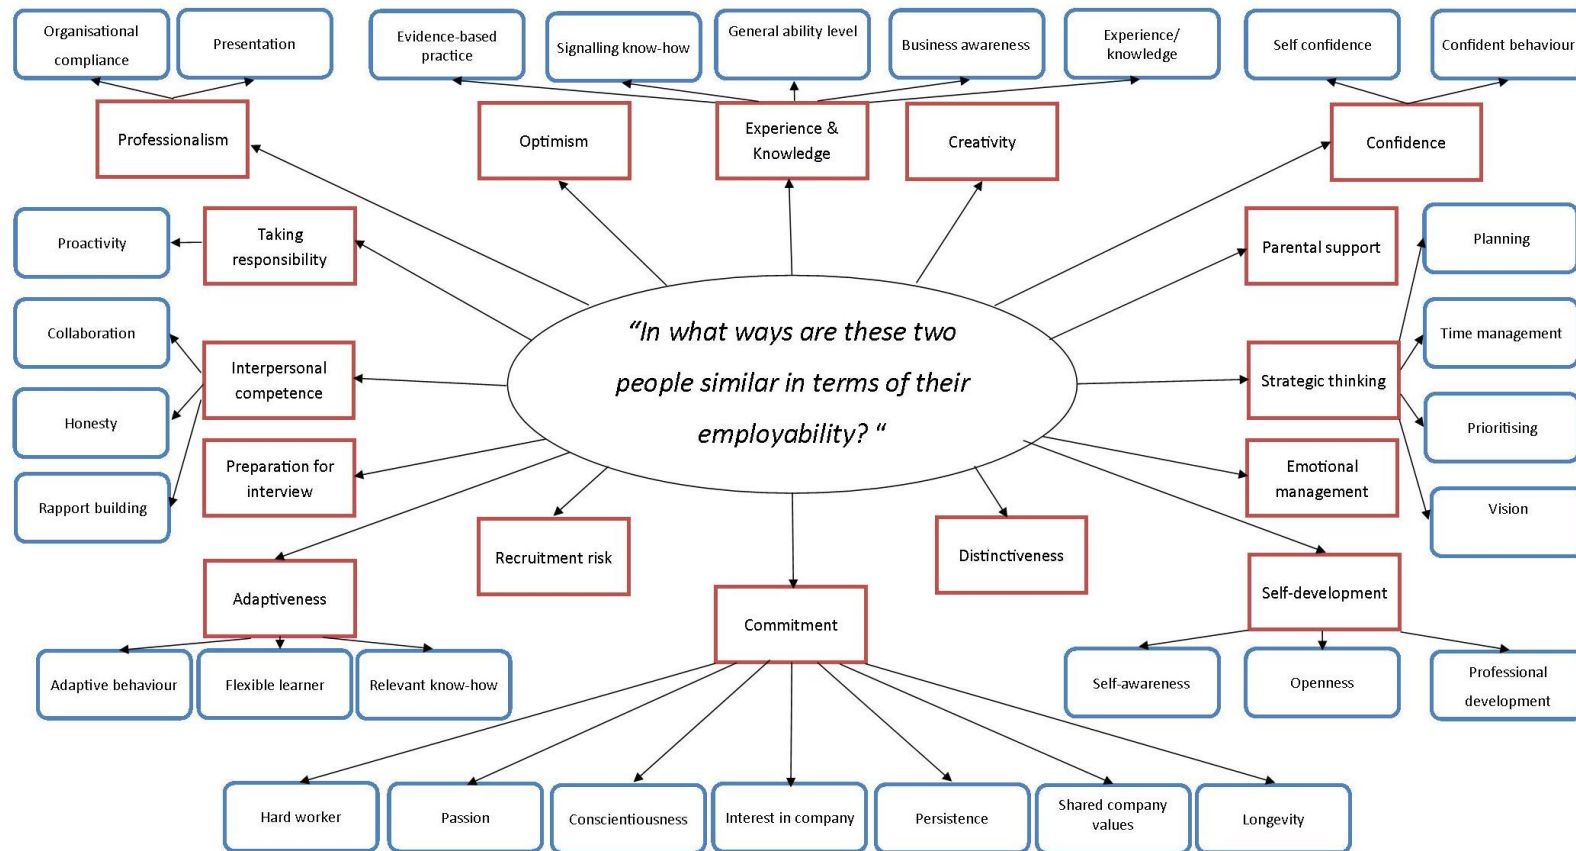 Organisational
compliance
Presentation
Evidence-based
practice
Signalling know-how
General ability level
Business awareness
Experience/
knowledge
Self confidence
Confident behaviour
Professionalism
Optimism
Experience &
Knowledge
Creativity
Confidence
Proactivity
Taking
responsibility
Parental support
Planning
Collaboration
Interpersonal
competence
Honesty
Rapport building
Preparation for
interview
“In what ways are these two
people similar in terms of their
employability? “
Strategic thinking
Time management
Prioritising
Vision
Emotional
management
Recruitment risk
Distinctiveness
Adaptiveness
Commitment
Self-development
Adaptive behaviour
Flexible learner
Relevant know-how
Self-awareness
Openness
Professional
development
Hard worker
Passion
Conscientiousness
Interest in company
Persistence
Shared company
values
Longevity